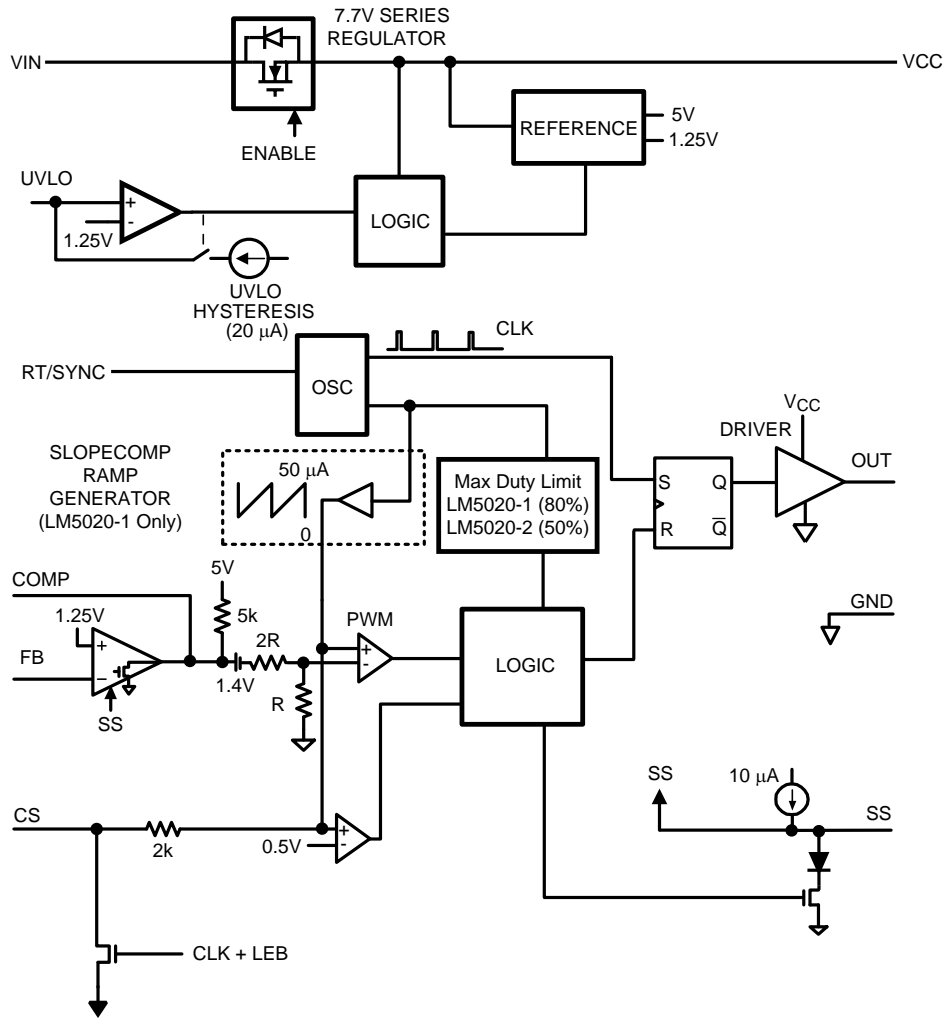 7.7V SERIES
REGULATOR
VIN
VCC
ENABLE
REFERENCE
5V
1.25V
UVLO
+
-
1.25V
LOGIC
UVLO
HYSTERESIS
(20 μA)
CLK
RT/SYNC
OSC
VCC
DRIVER
OUT
SLOPECOMP
RAMP
GENERATOR
(LM5020-1 Only)
50 μA
0
Max Duty Limit
LM5020-1 (80%)
LM5020-2 (50%)
S Q
R Q̅
COMP
5V
5k
1.25V
+
FB
−
SS
1.4V
2R
R
PWM
+
-
LOGIC
GND
CS
2k
0.5V
+
-
SS
10 μA
SS
CLK + LEB